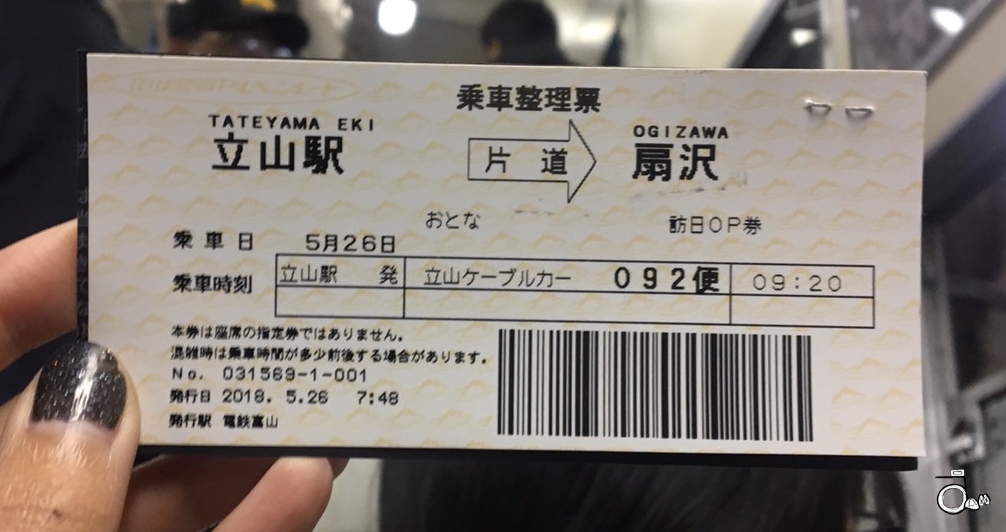 乗車整理票
TATEYAMA EKI
立山駅
片道
OGIZAWA
扇沢
おとな
訪日OP券
乗車日 5月26日
乗車時刻 立山駅 発 立山ケーブルカー 092便 09:20
本券は座席の指定券ではありません。
混雑時は乗車時間が多少前後する場合があります。
No. 031569-1-001
発行日 2018. 5.26 7:48
発行駅 電鉄富山